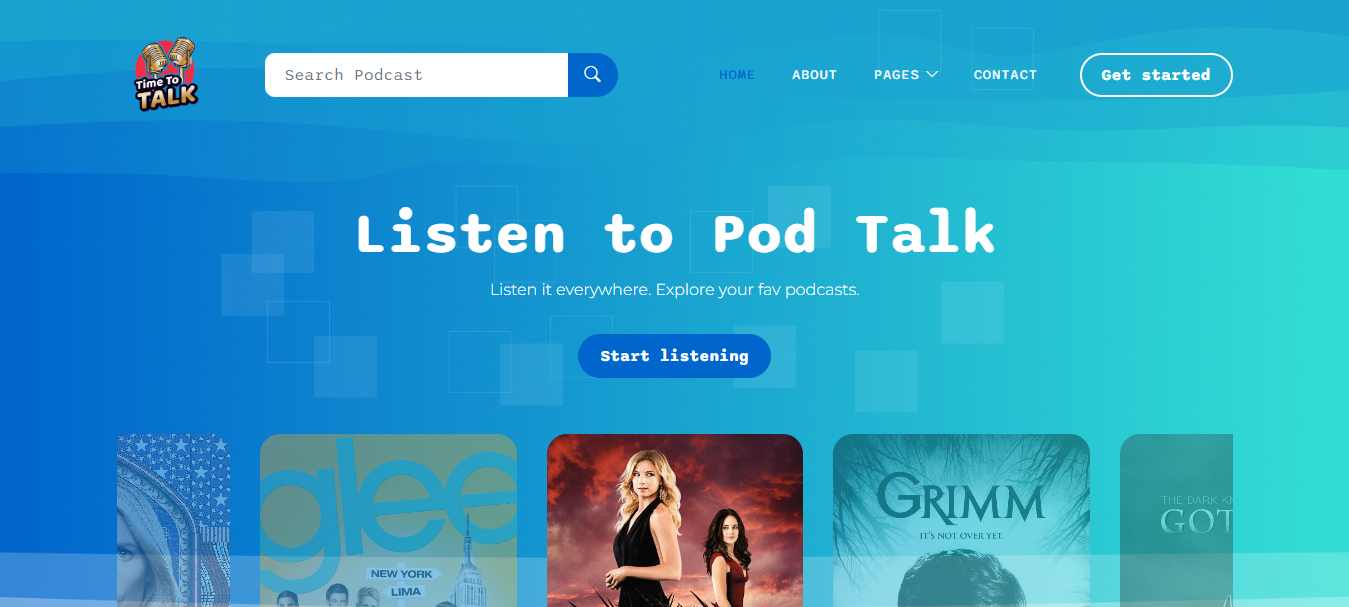 Time To
TALK
Search Podcast
HOME
ABOUT
PAGES
CONTACT
Get started
Listen to Pod Talk
Listen it everywhere. Explore your fav podcasts.
Start listening
glee
NEW YORK
LIMA
GRIMM
IT'S NOT OVER YET.
THE DARK
GOT